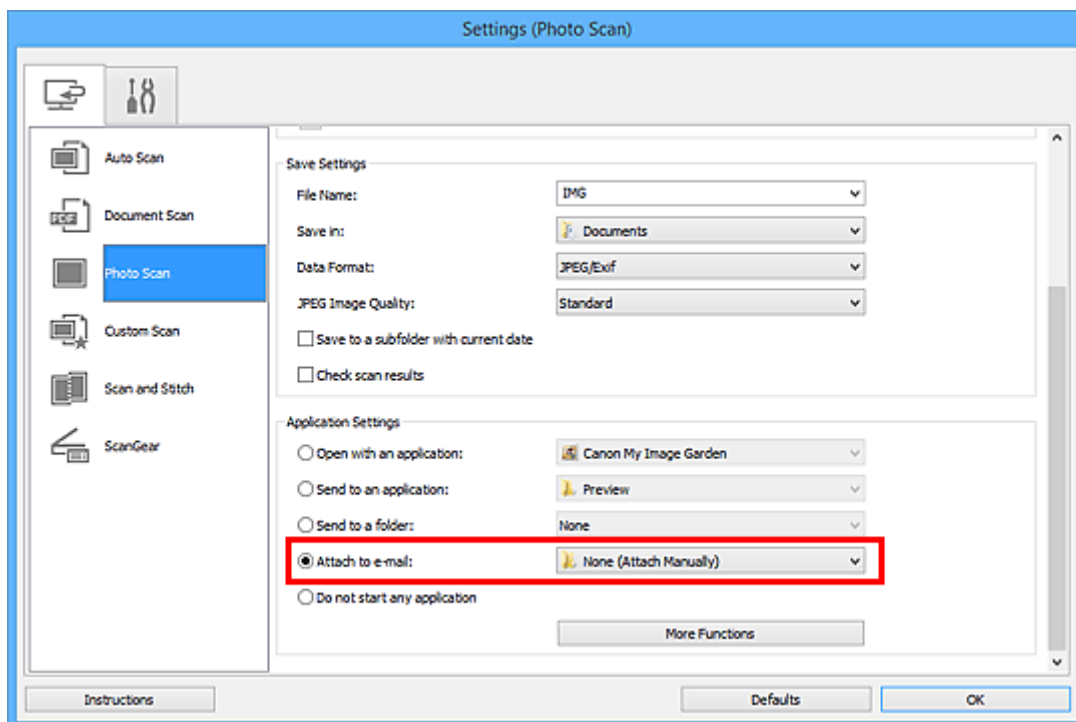 Settings (Photo Scan)
Auto Scan
PDF
Document Scan
Photo Scan
Custom Scan
Scan and Stitch
ScanGear
Save Settings
File Name: IMG
Save in: Documents
Data Format: JPEG/Exif
JPEG Image Quality: Standard
Save to a subfolder with current date
Check scan results
Application Settings
Open with an application: Canon My Image Garden
Send to an application: Preview
Send to a folder: None
Attach to e-mail: None (Attach Manually)
Do not start any application
More Functions
Instructions Defaults OK